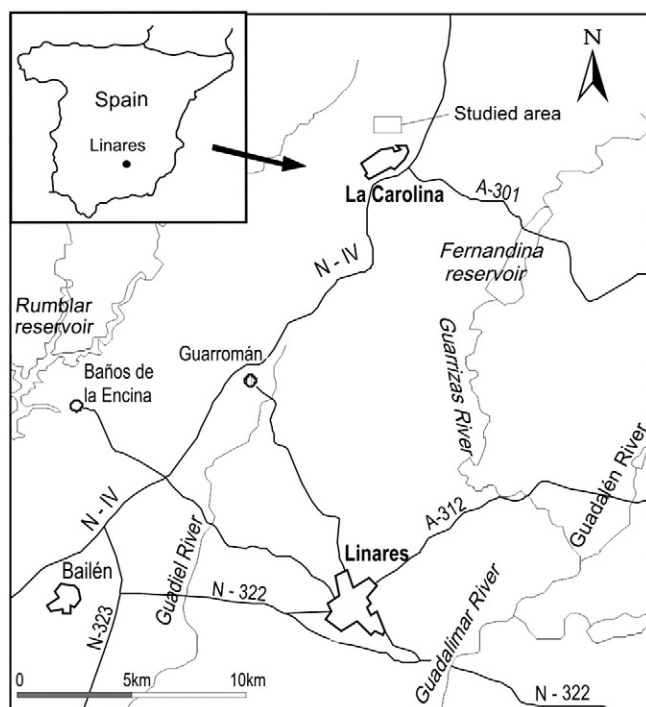 Spain
Linares
N
Studied area
La Carolina
A-301
N - IV
Fernandina
reservoir
Rumblar
reservoir
Guarromán
Baños de
la Encina
Guarrizas River
Guadalén River
A-312
N - IV
Linares
Bailén
Guadiel River
N - 322
N-323
Guadalimar River
0
5km
10km
N - 322